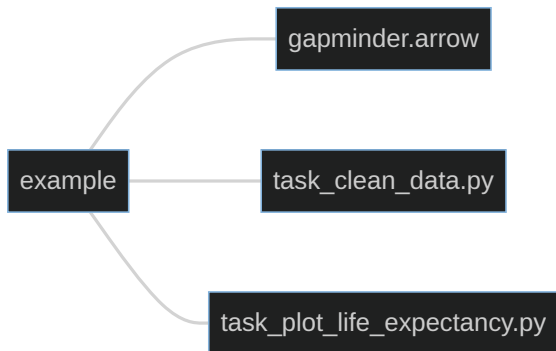 gapminder.arrow
example
task_clean_data.py
task_plot_life_expectancy.py